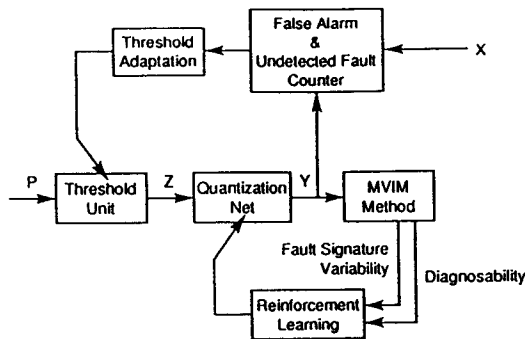 False Alarm
&
Undetected Fault
Counter
Threshold
Adaptation
X
P
Threshold
Unit
Z
Quantization
Net
Y
MVIM
Method
Fault Signature
Variability
Diagnosability
Reinforcement
Learning